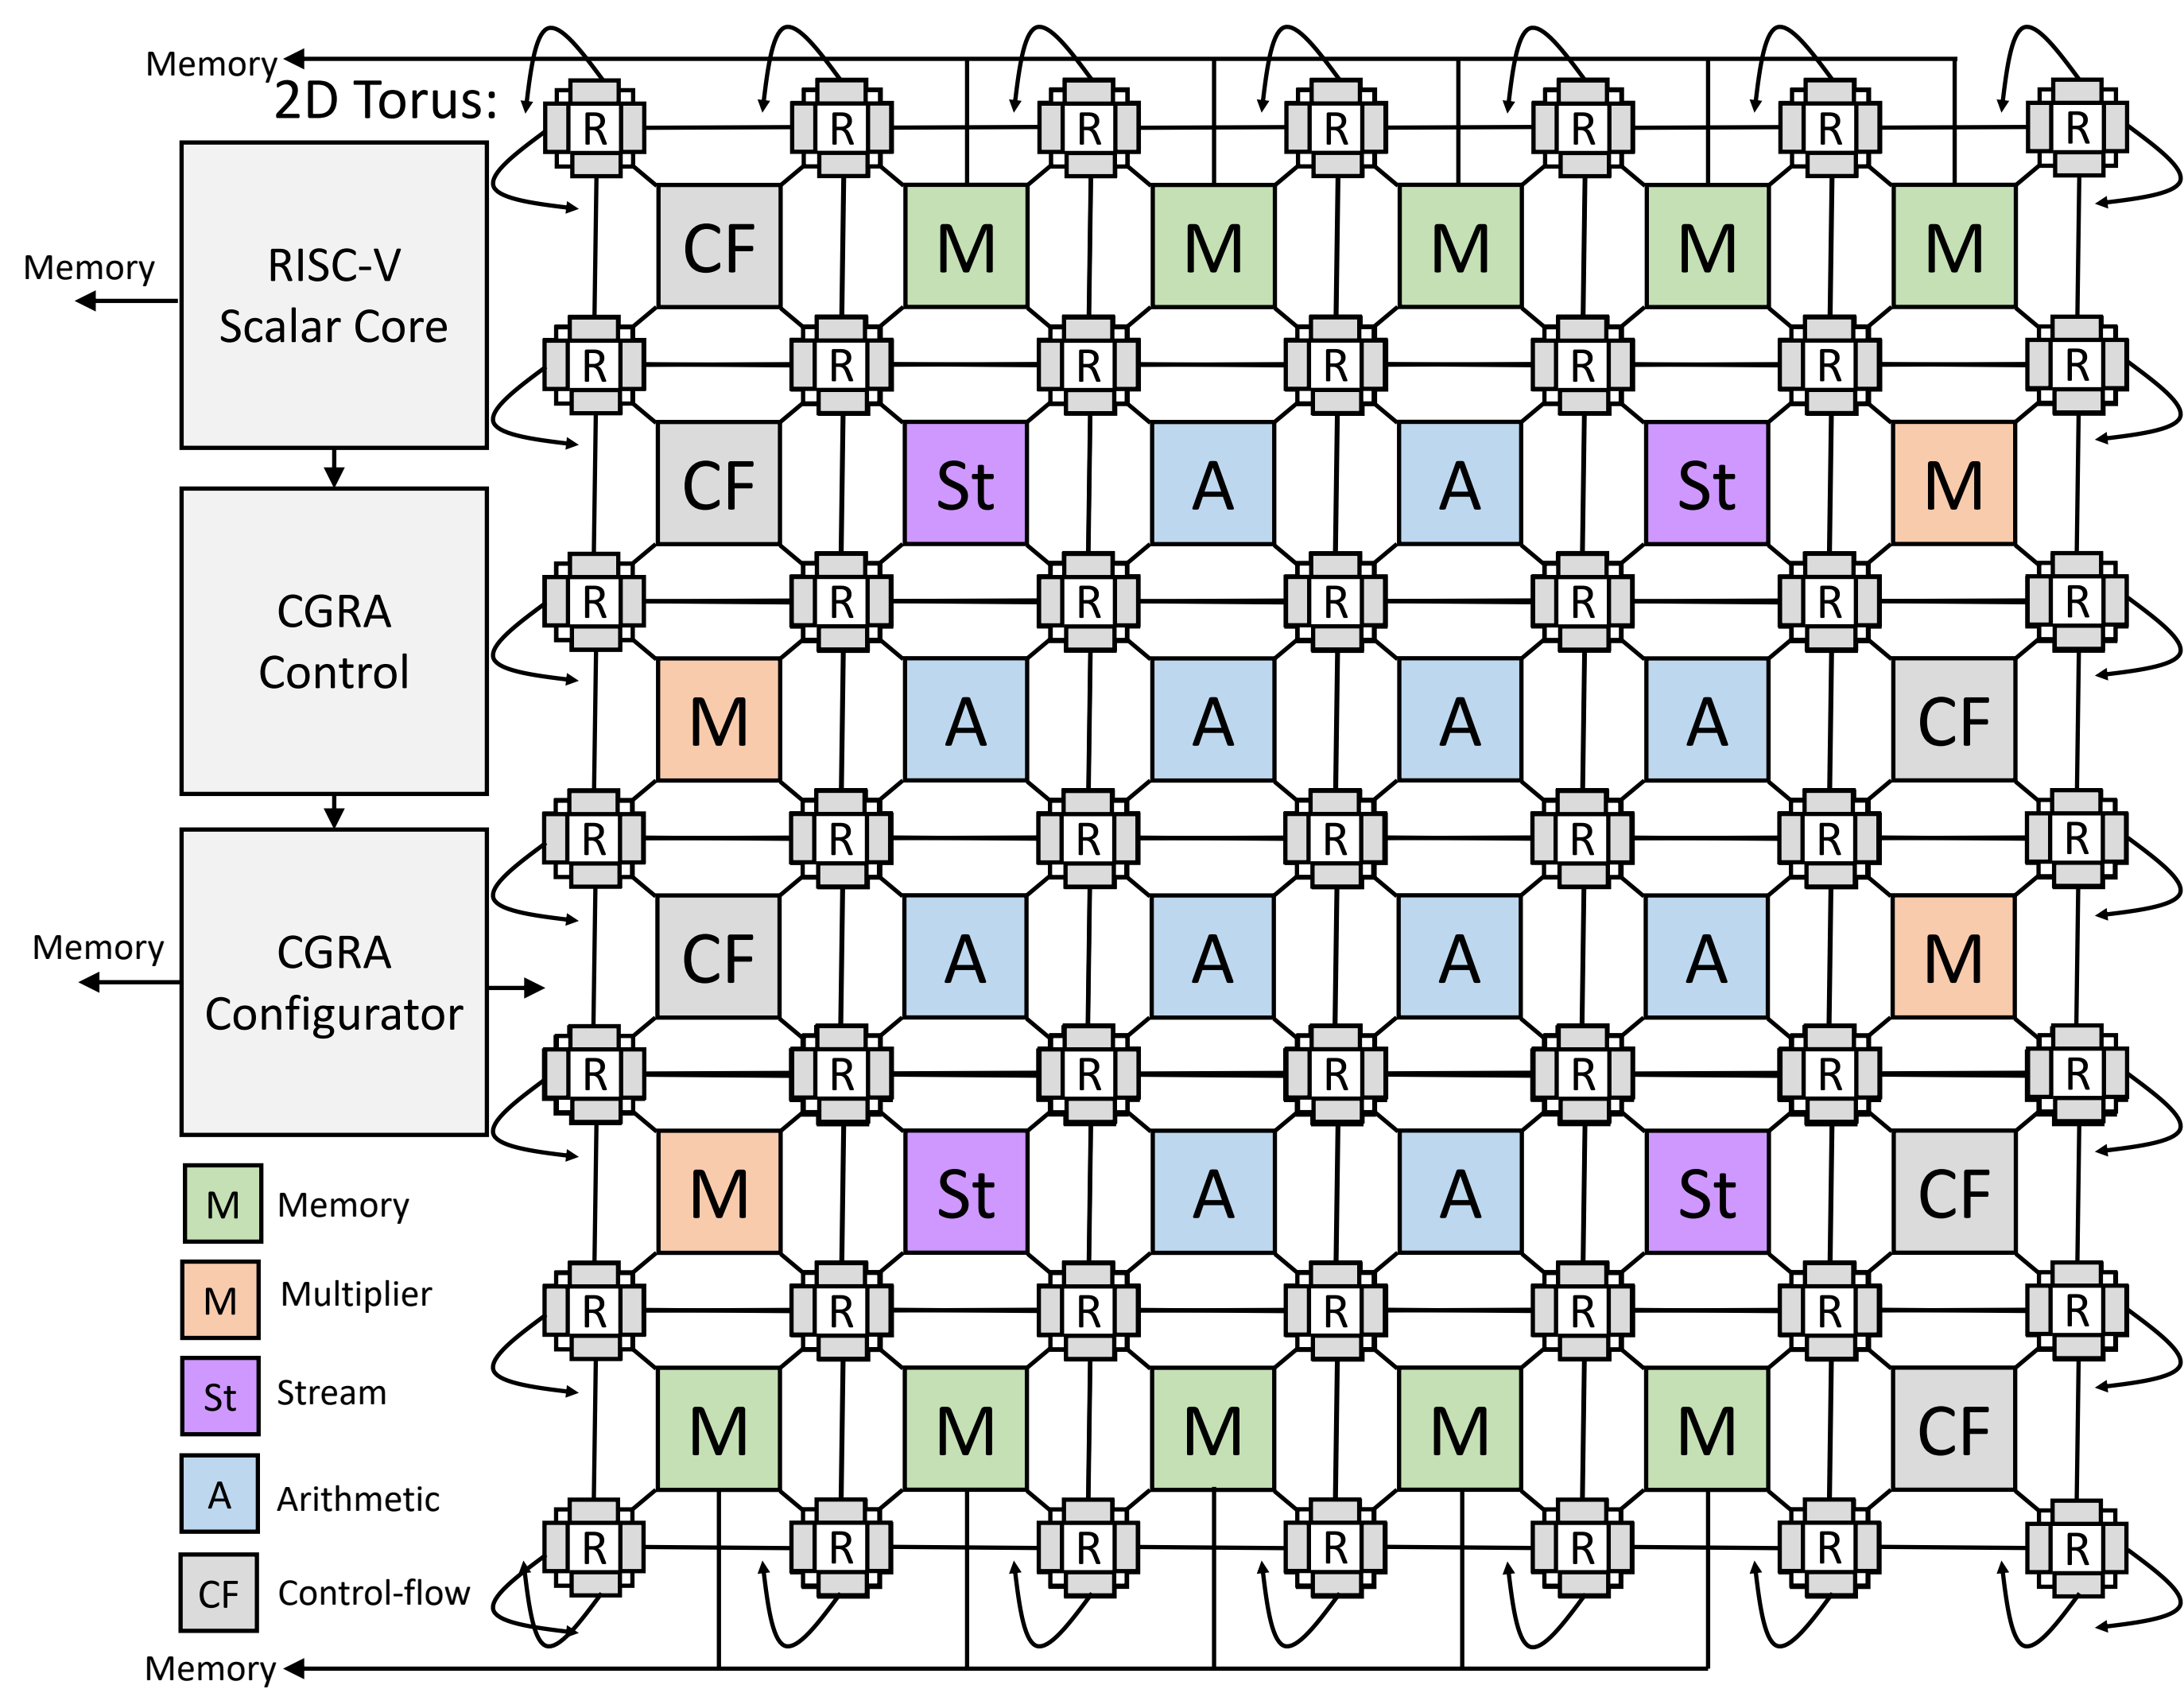 Memory
2D Torus:
R R R R R R R
RISC-V
Scalar Core
Memory
CF M M M M M
R R R R R R R
CF St A A St M
CGRA
Control
R R R R R R R
M A A A A CF
R R R R R R R
Memory
CGRA
Configurator
CF A A A A M
R R R R R R R
M St A A St CF
R R R R R R R
M M M M M CF
R R R R R R R
M Memory
M Multiplier
St Stream
A Arithmetic
CF Control-flow
Memory